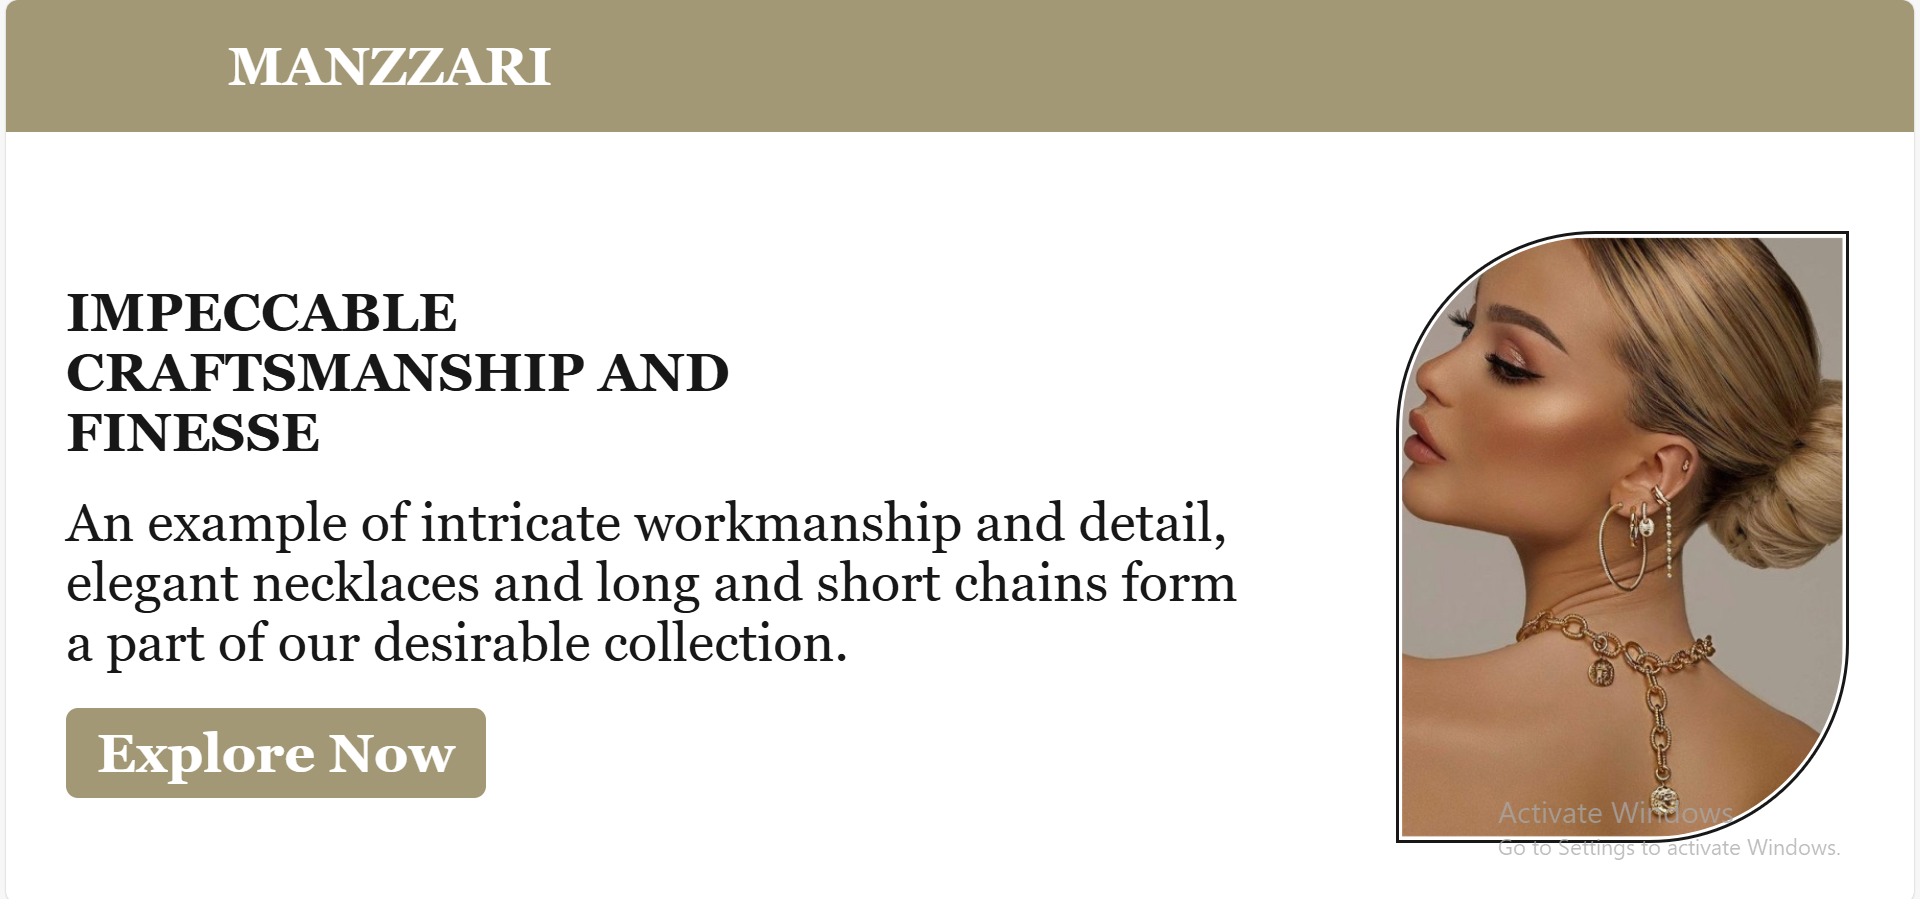 MANZZARI
IMPECCABLE
CRAFTSMANSHIP AND
FINESSE
An example of intricate workmanship and detail,
elegant necklaces and long and short chains form
a part of our desirable collection.
Explore Now
Activate Windows
Go to Settings to activate Windows.